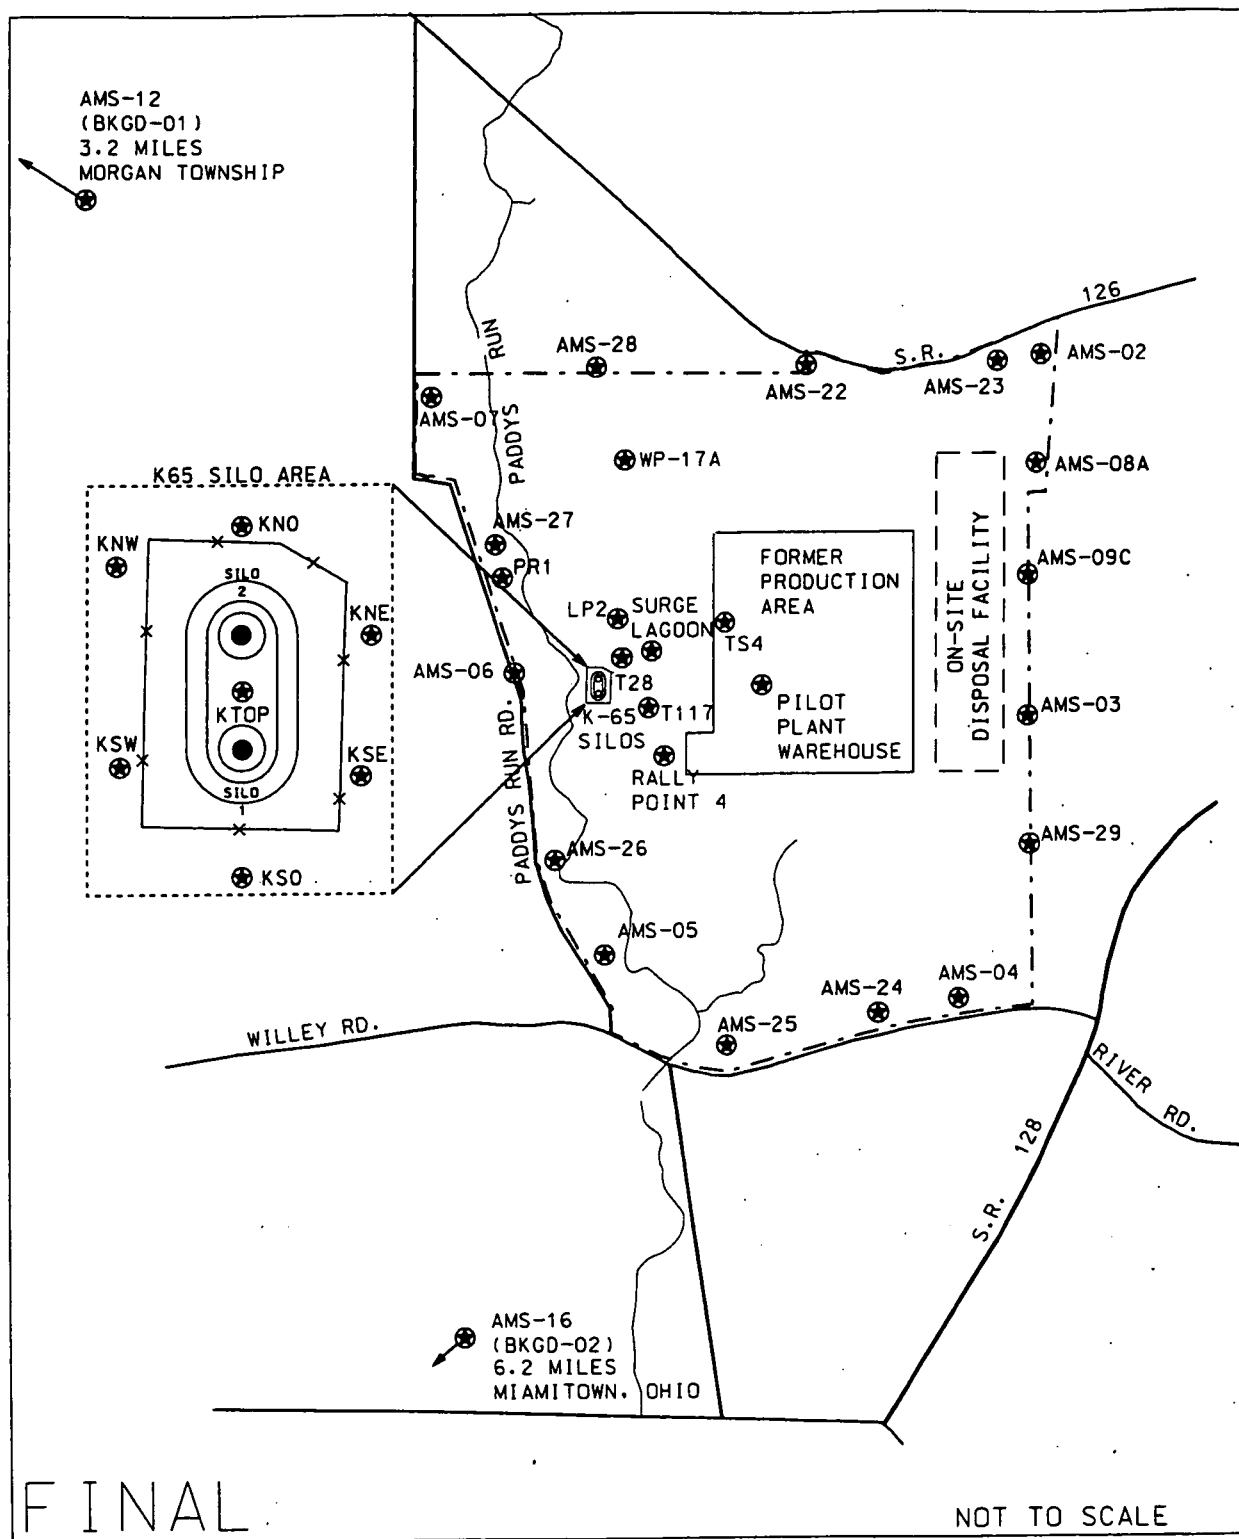 AMS-12
(BKGD-01)
3.2 MILES
MORGAN TOWNSHIP
126
S.R.
RUN
PADDYS
AMS-28
AMS-22
AMS-23
AMS-02
AMS-07
WP-17A
AMS-08A
K65 SILO AREA
KNO
KNW
SILO
2
KNE
KTOP
KSW
KSE
SILO
1
KSO
AMS-27
PR1
LP2
SURGE
LAGOON
TS4
FORMER
PRODUCTION
AREA
ON-SITE
DISPOSAL FACILITY
AMS-09C
AMS-06
T28
K-65
SILOS
T117
PILOT
PLANT
WAREHOUSE
AMS-03
RALLY
POINT 4
PADDYS RUN RD.
AMS-26
AMS-29
AMS-05
AMS-24
AMS-04
AMS-25
WILLEY RD.
RIVER RD.
S.R. 128
AMS-16
(BKGD-02)
6.2 MILES
MIAMITOWN, OHIO
FINAL
NOT TO SCALE